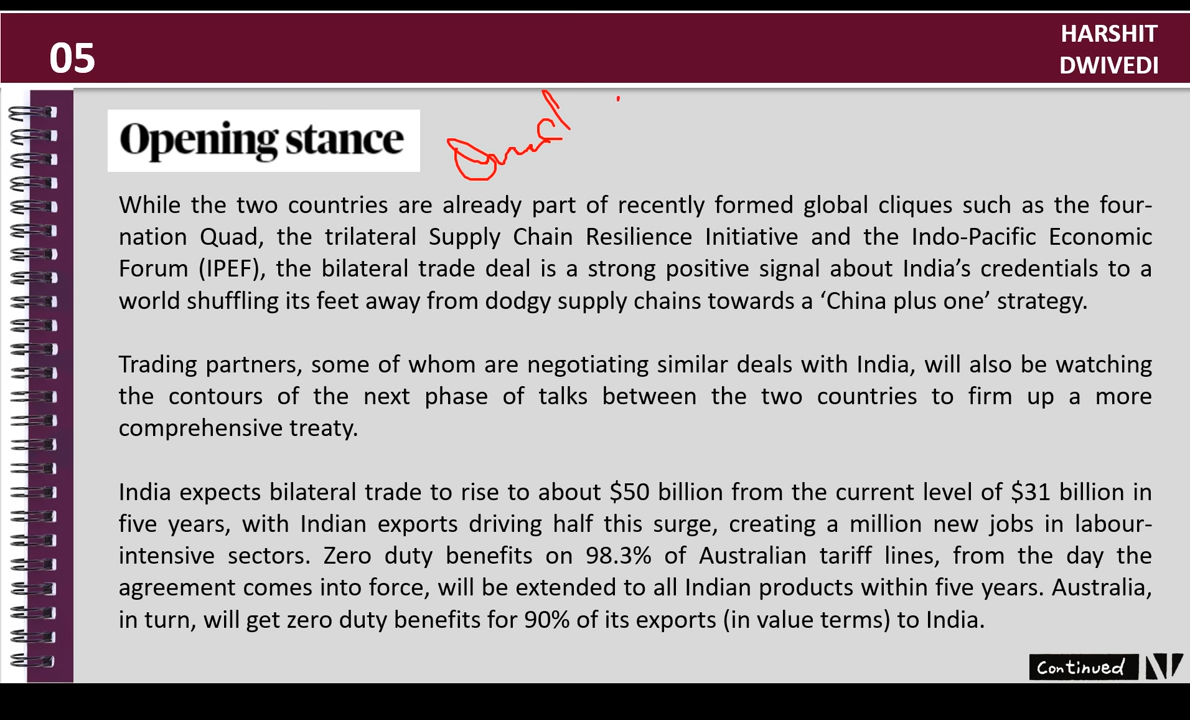 05
HARSHIT
DWIVEDI
Opening stance
While the two countries are already part of recently formed global cliques such as the four-
nation Quad, the trilateral Supply Chain Resilience Initiative and the Indo-Pacific Economic
Forum (IPEF), the bilateral trade deal is a strong positive signal about India’s credentials to a
world shuffling its feet away from dodgy supply chains towards a ‘China plus one’ strategy.
Trading partners, some of whom are negotiating similar deals with India, will also be watching
the contours of the next phase of talks between the two countries to firm up a more
comprehensive treaty.
India expects bilateral trade to rise to about $50 billion from the current level of $31 billion in
five years, with Indian exports driving half this surge, creating a million new jobs in labour-
intensive sectors. Zero duty benefits on 98.3% of Australian tariff lines, from the day the
agreement comes into force, will be extended to all Indian products within five years. Australia,
in turn, will get zero duty benefits for 90% of its exports (in value terms) to India.
Continued